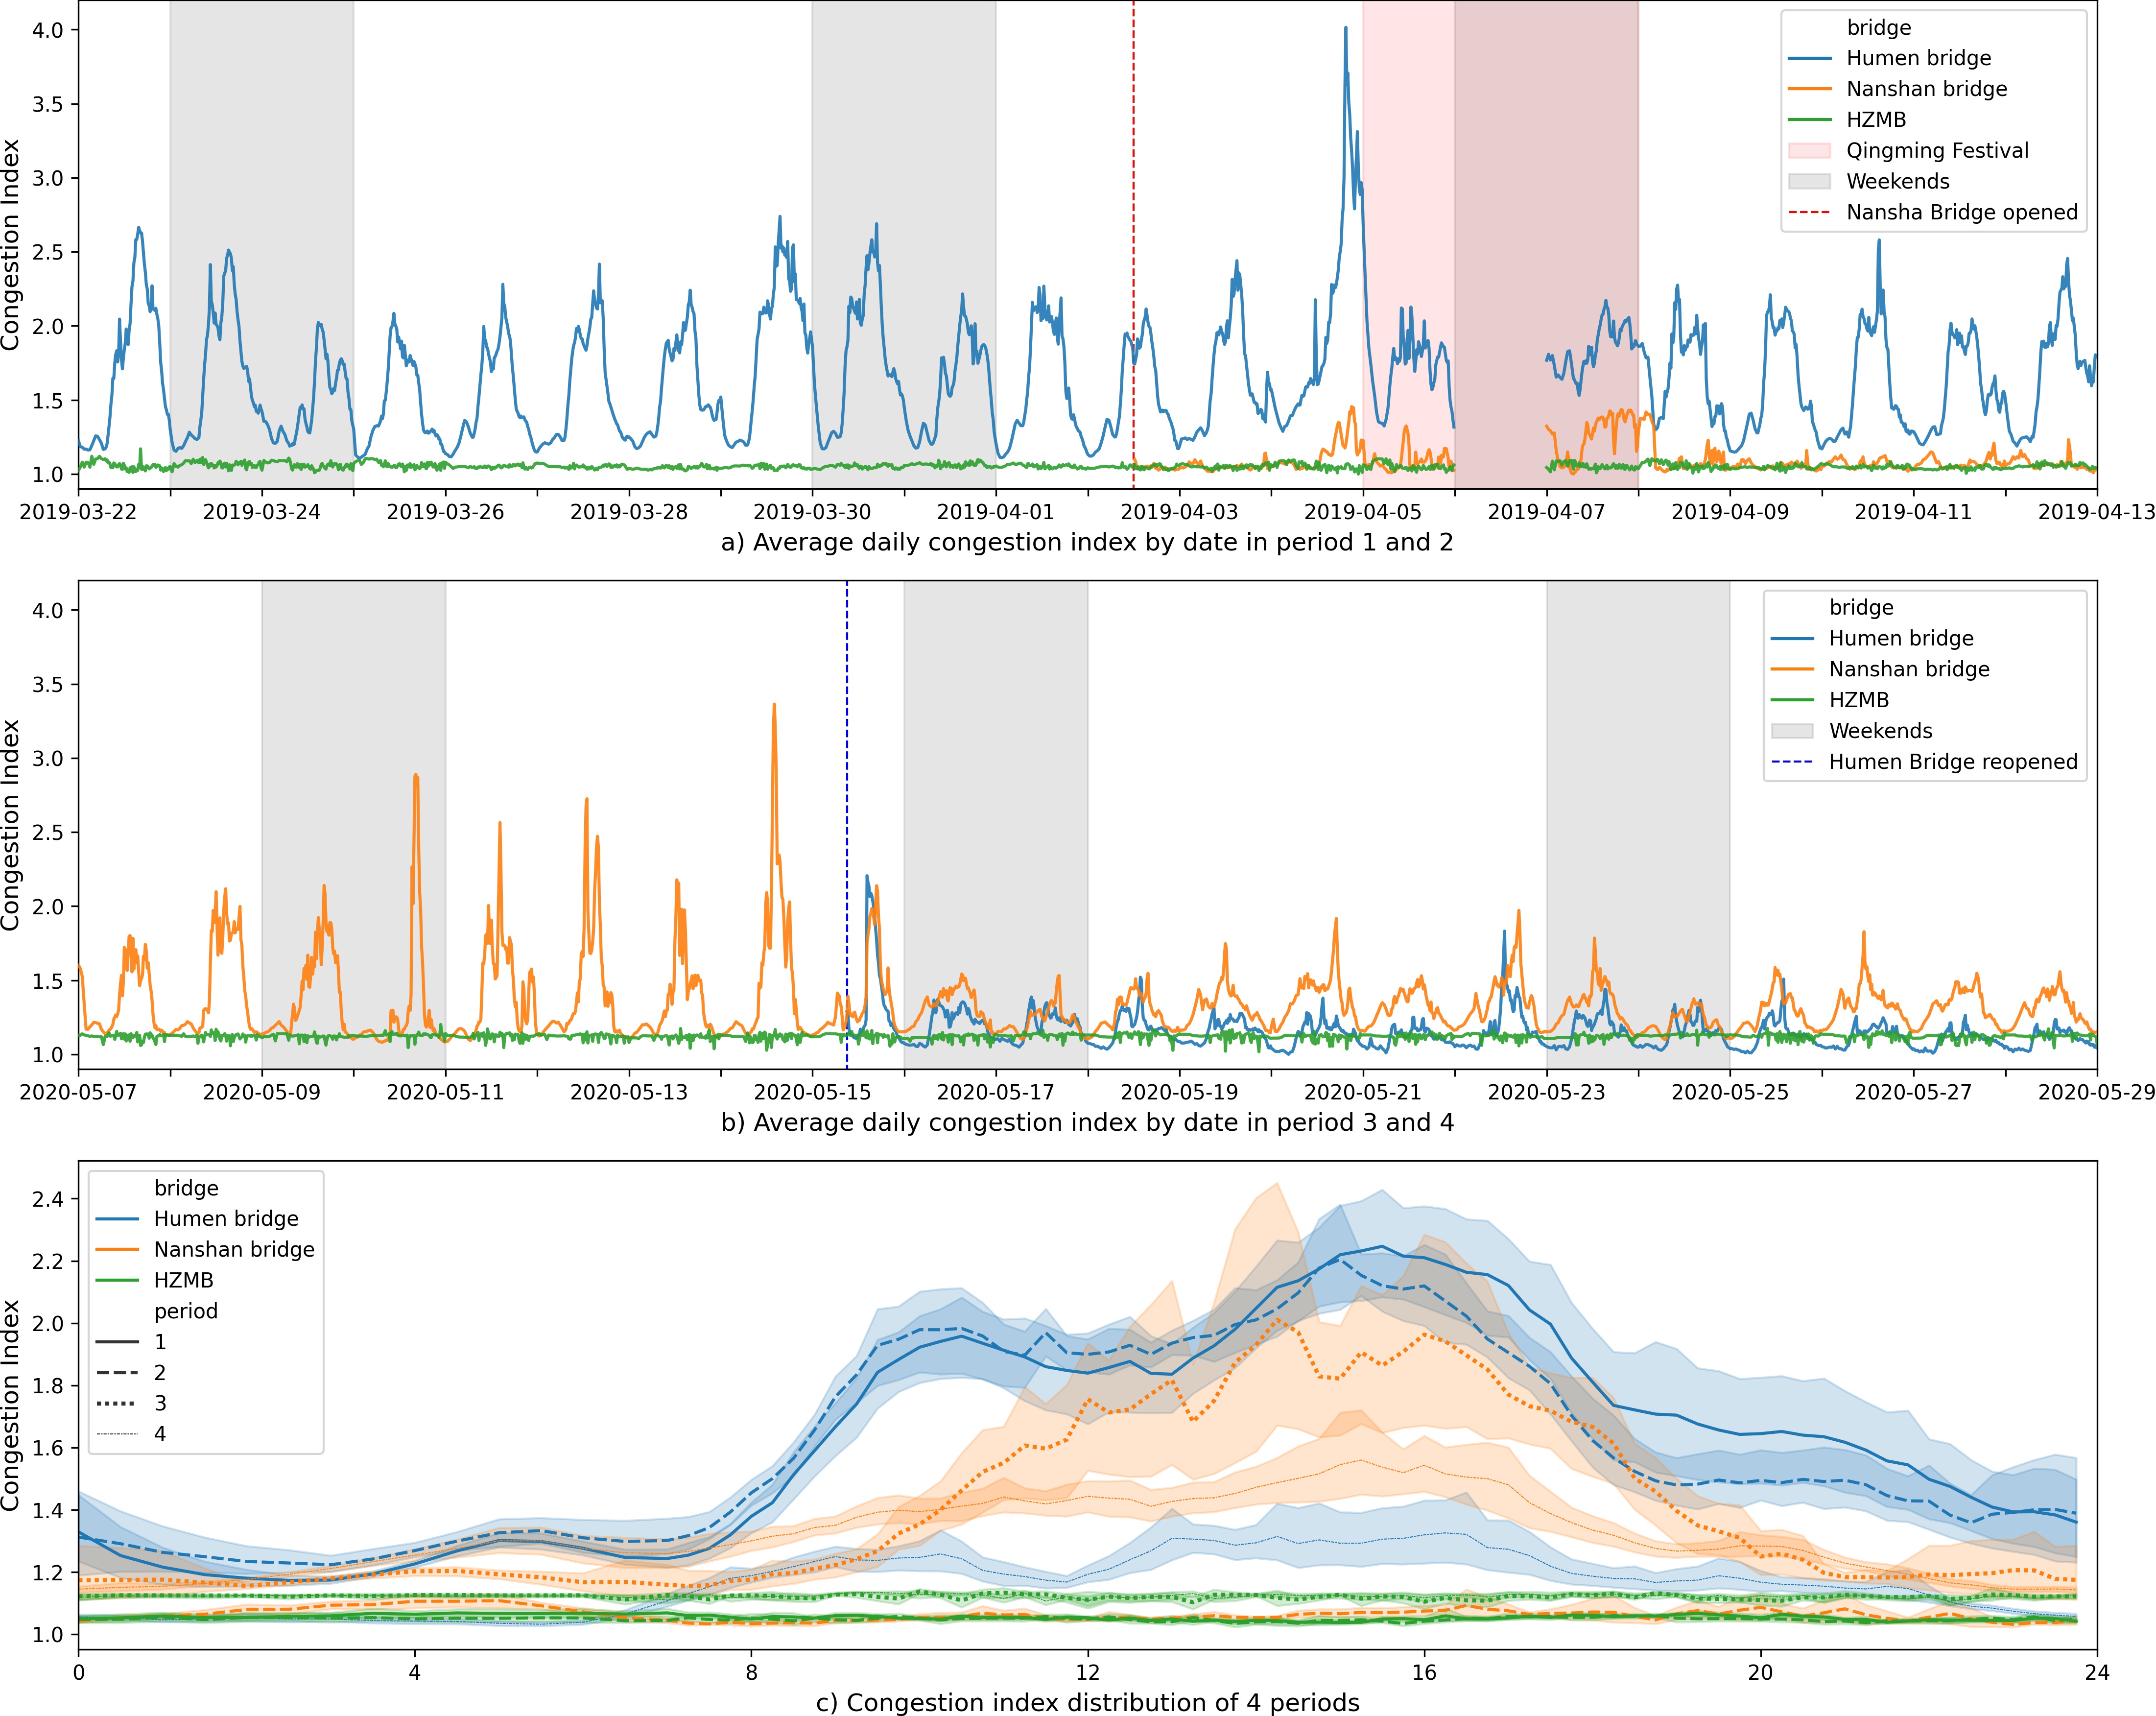 Congestion Index
4.0
3.5
3.0
2.5
2.0
1.5
1.0
bridge
Humen bridge
Nanshan bridge
HZMB
Qingming Festival
Weekends
Nansha Bridge opened
2019-03-22 2019-03-24 2019-03-26 2019-03-28 2019-03-30 2019-04-01 2019-04-03 2019-04-05 2019-04-07 2019-04-09 2019-04-11 2019-04-13
a) Average daily congestion index by date in period 1 and 2
Congestion Index
4.0
3.5
3.0
2.5
2.0
1.5
1.0
bridge
Humen bridge
Nanshan bridge
HZMB
Weekends
Humen Bridge reopened
2020-05-07 2020-05-09 2020-05-11 2020-05-13 2020-05-15 2020-05-17 2020-05-19 2020-05-21 2020-05-23 2020-05-25 2020-05-27 2020-05-29
b) Average daily congestion index by date in period 3 and 4
Congestion Index
2.4
2.2
2.0
1.8
1.6
1.4
1.2
1.0
bridge
Humen bridge
Nanshan bridge
HZMB
period
1
2
3
4
0 4 8 12 16 20 24
c) Congestion index distribution of 4 periods